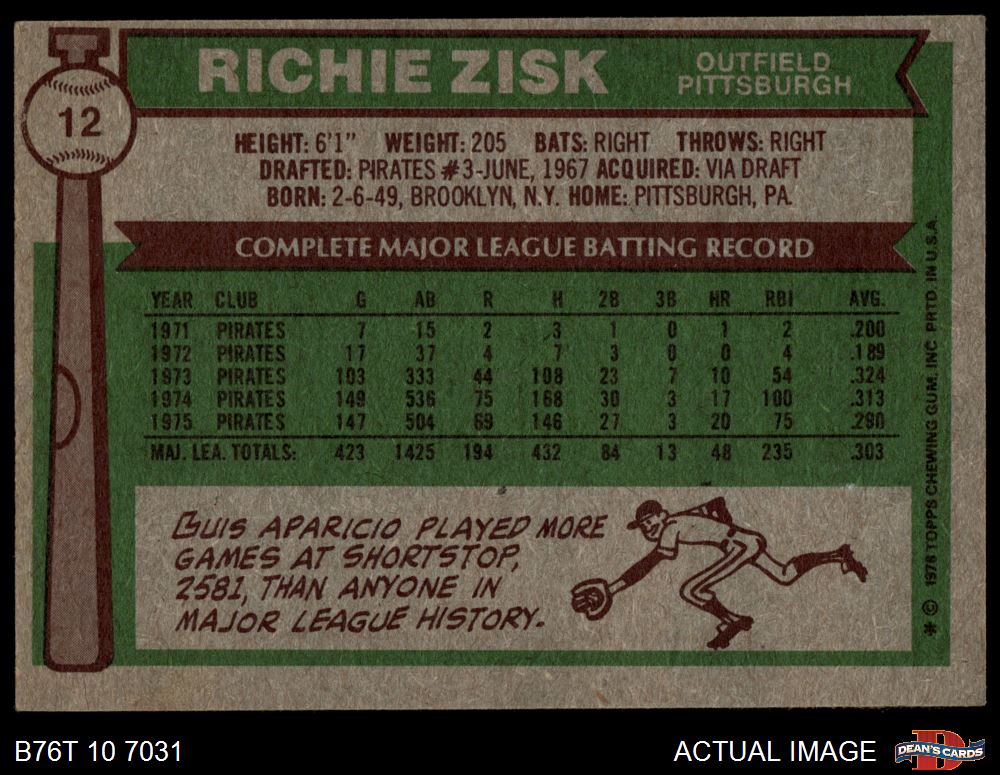 12
RICHIE ZISK
OUTFIELD
PITTSBURGH
HEIGHT: 6'1" WEIGHT: 205 BATS: RIGHT THROWS: RIGHT
DRAFTED: PIRATES #3-JUNE, 1967 ACQUIRED: VIA DRAFT
BORN: 2-6-49, BROOKLYN, N.Y. HOME: PITTSBURGH, PA.
COMPLETE MAJOR LEAGUE BATTING RECORD
YEAR CLUB G AB R H 2B 3B HR RBI AVG.
1971 PIRATES 7 15 2 3 1 0 1 2 .200
1972 PIRATES 17 37 4 7 3 0 0 4 .189
1973 PIRATES 103 333 44 108 23 7 10 54 .324
1974 PIRATES 149 536 75 168 30 3 17 100 .313
1975 PIRATES 147 504 69 146 27 3 20 75 .290
MAJ. LEA. TOTALS: 423 1425 194 432 84 13 48 235 .303
LUIS APARICIO PLAYED MORE
GAMES AT SHORTSTOP,
2581, THAN ANYONE IN
MAJOR LEAGUE HISTORY.
* © 1976 TOPPS CHEWING GUM, INC. PRTD. IN U.S.A.
B76T 10 7031
ACTUAL IMAGE
DEAN'S CARDS